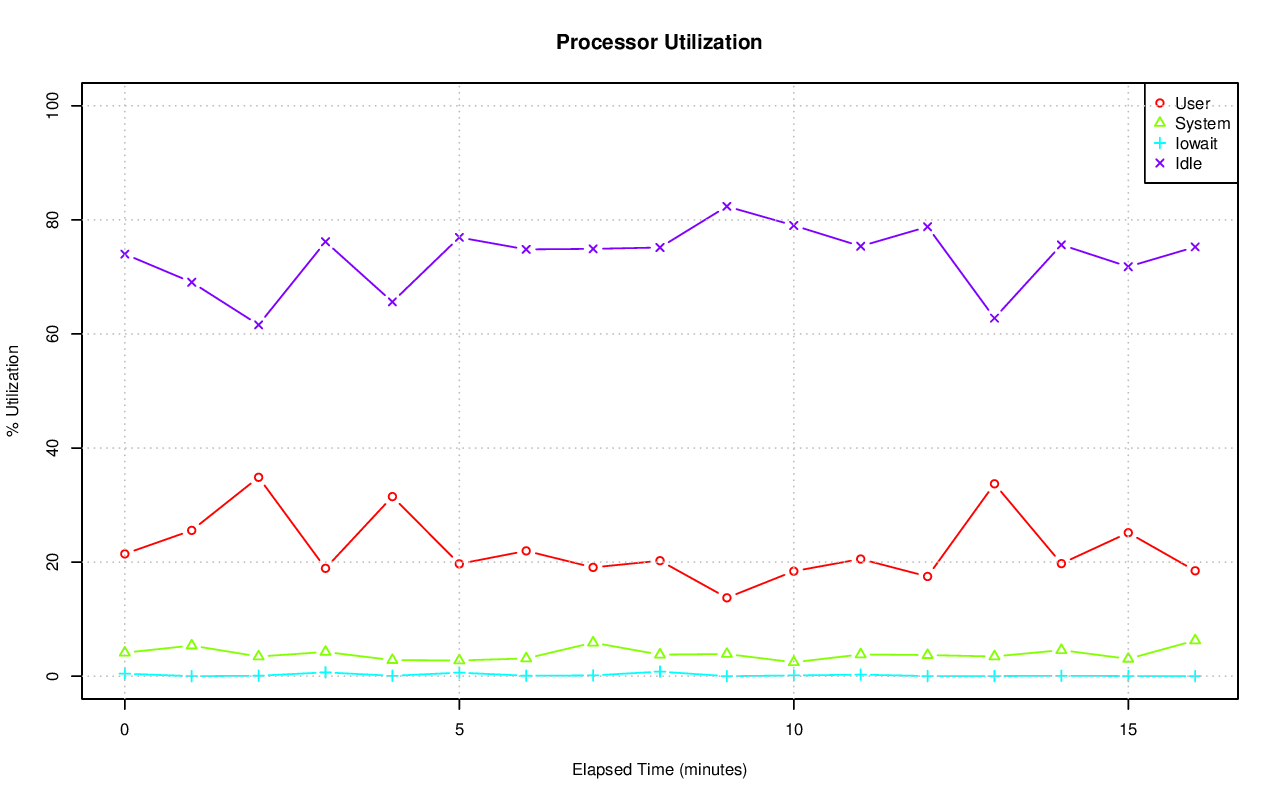 Processor Utilization
User
System
Iowait
Idle
% Utilization
100
80
60
40
20
0
0 5 10 15
Elapsed Time (minutes)